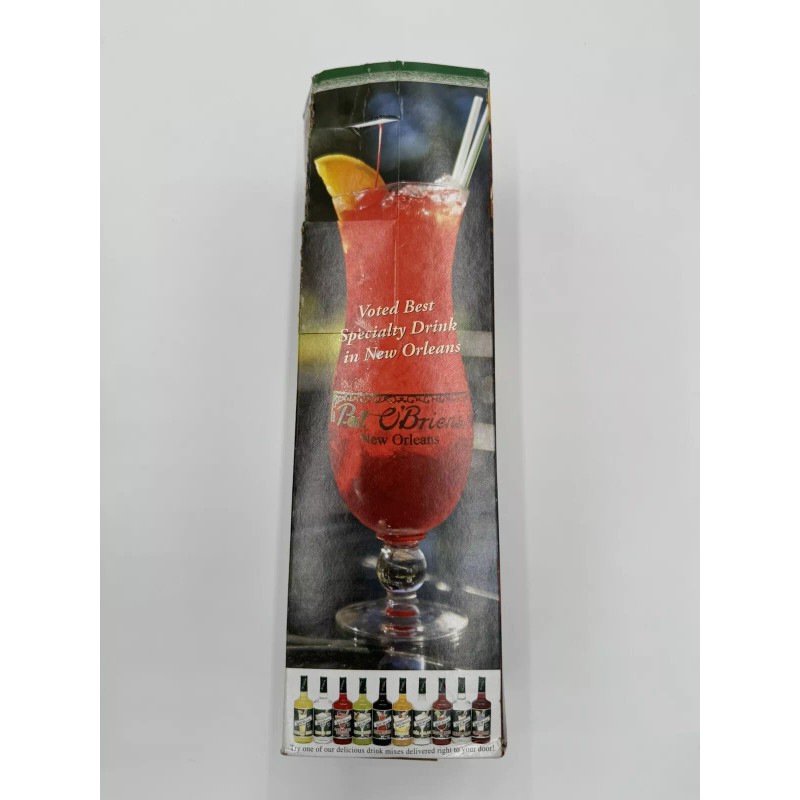 Voted Best
Specialty Drink
in New Orleans
Pat O'Briens
New Orleans
Try one of our delicious drink mixes delivered right to your door!